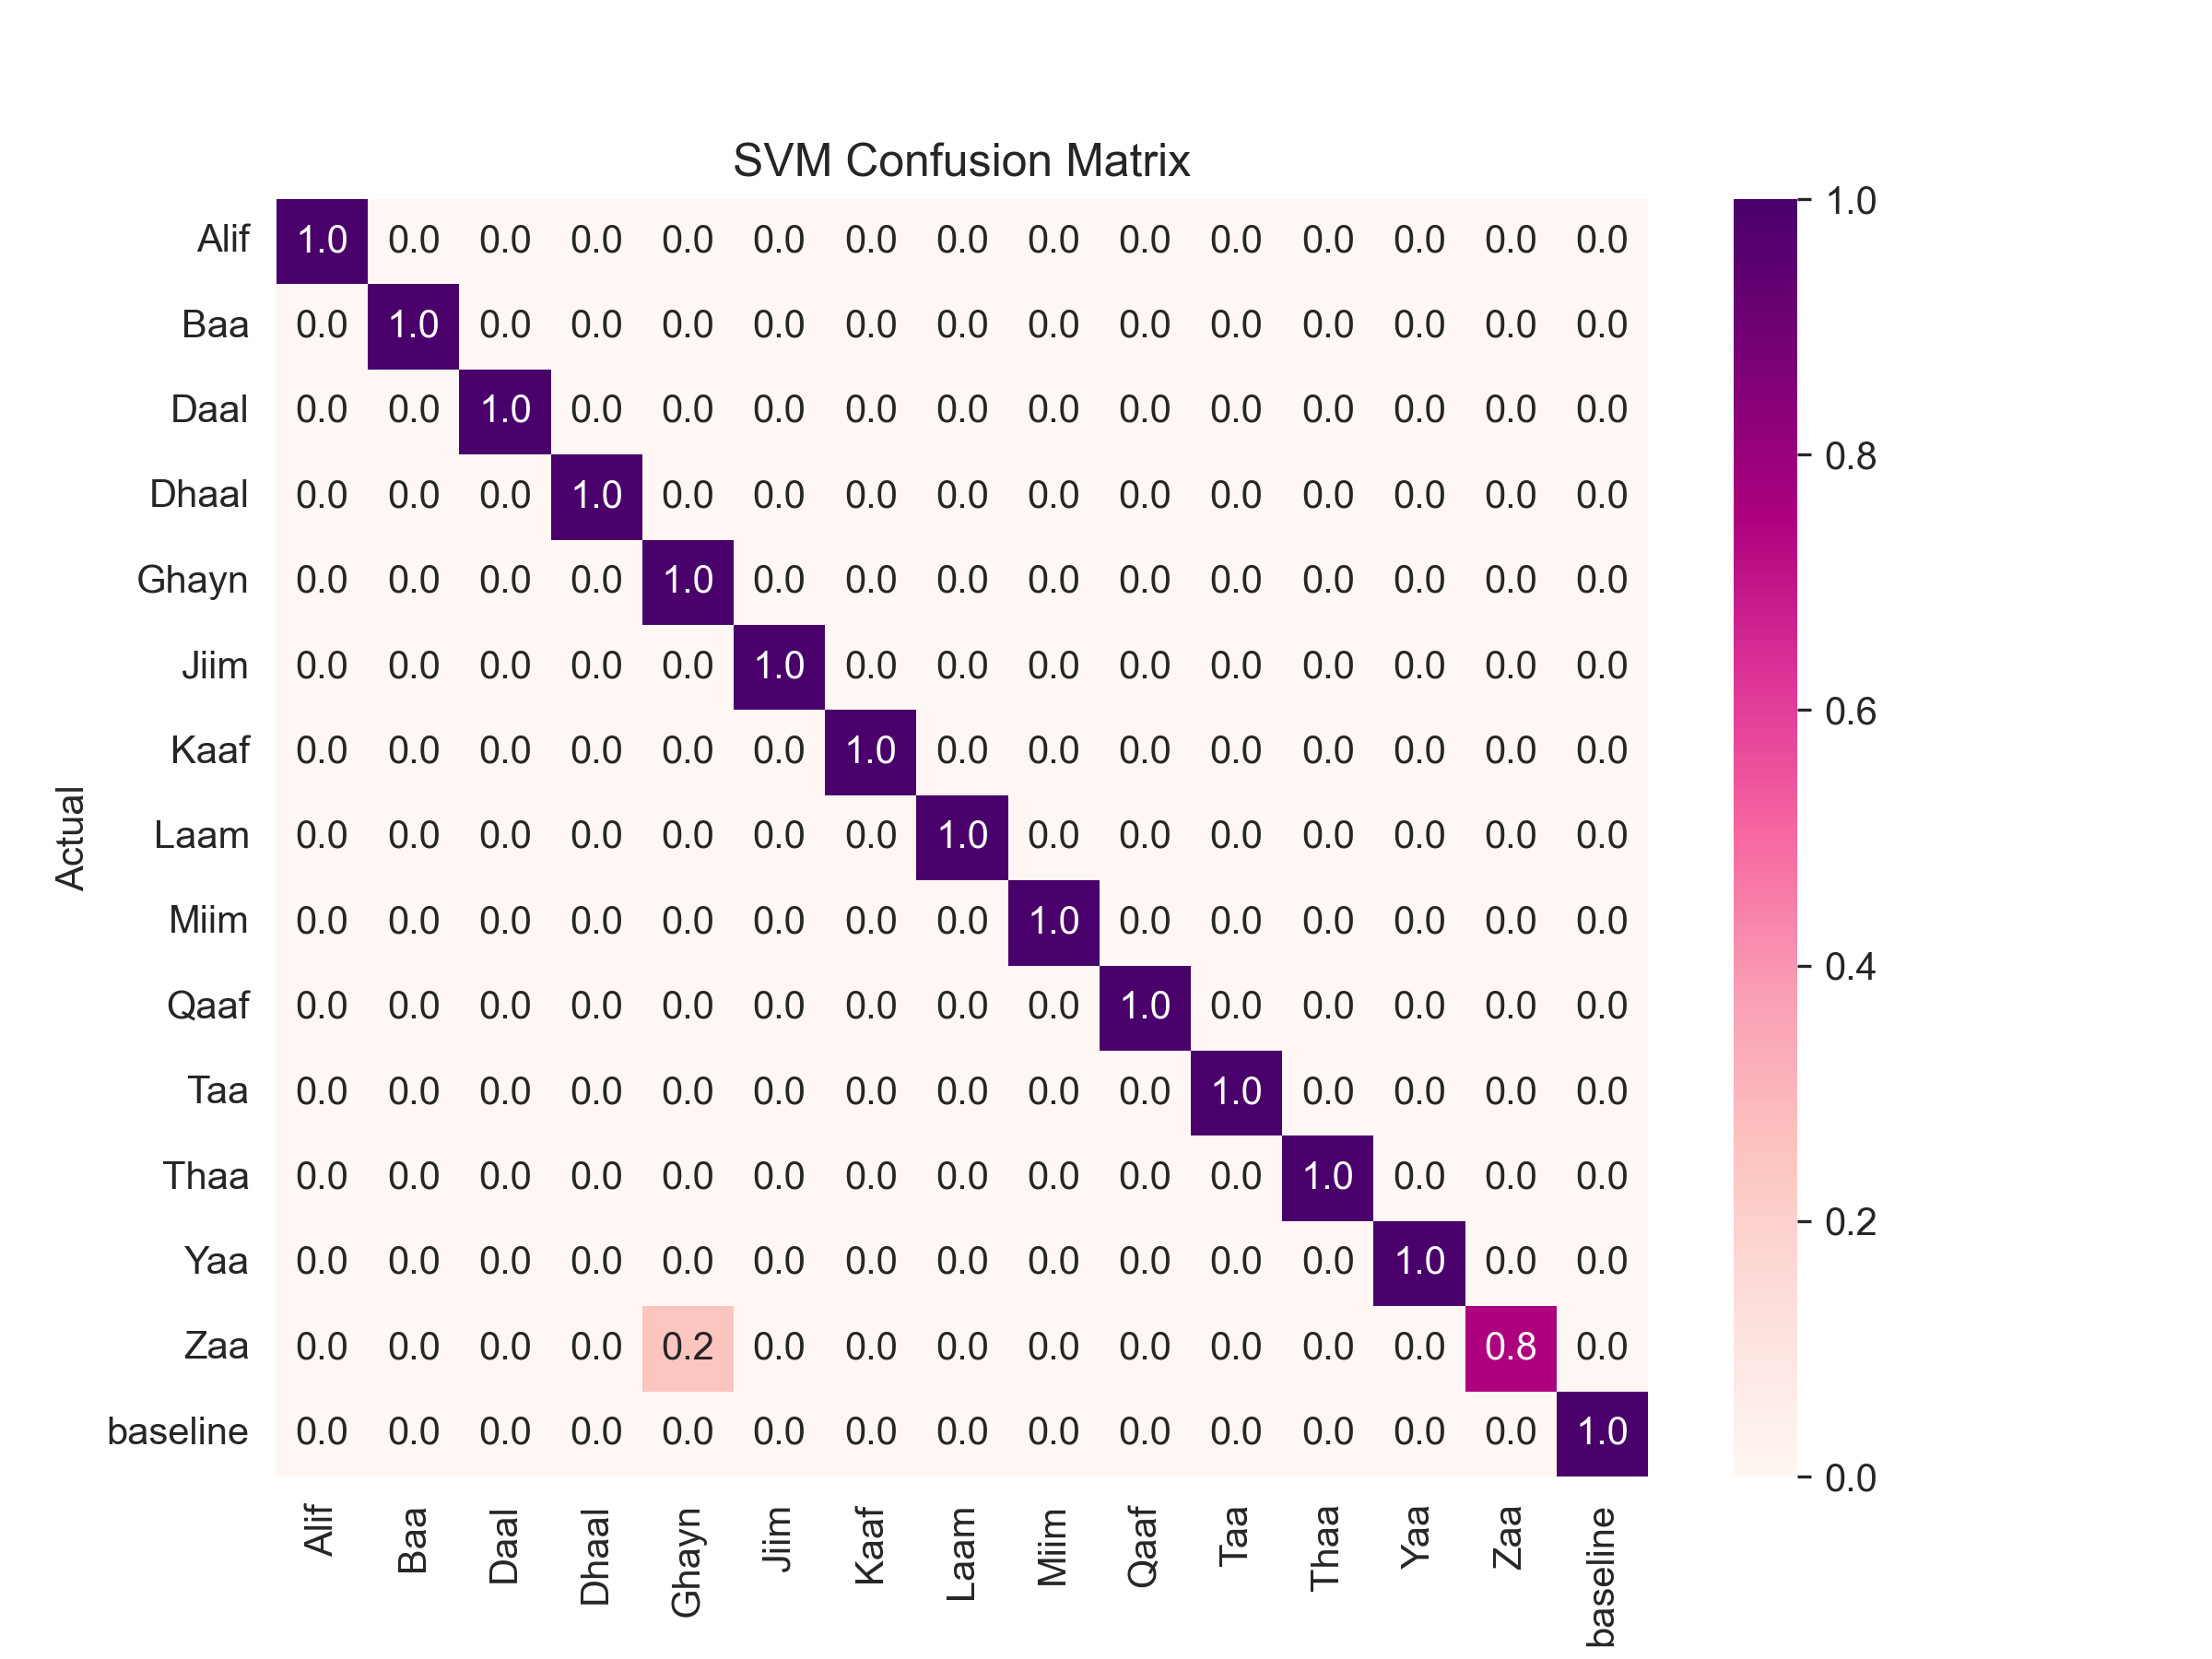 SVM Confusion Matrix
Alif 1.0 0.0 0.0 0.0 0.0 0.0 0.0 0.0 0.0 0.0 0.0 0.0 0.0 0.0 0.0
Baa 0.0 1.0 0.0 0.0 0.0 0.0 0.0 0.0 0.0 0.0 0.0 0.0 0.0 0.0 0.0
Daal 0.0 0.0 1.0 0.0 0.0 0.0 0.0 0.0 0.0 0.0 0.0 0.0 0.0 0.0 0.0
Dhaal 0.0 0.0 0.0 1.0 0.0 0.0 0.0 0.0 0.0 0.0 0.0 0.0 0.0 0.0 0.0
Ghayn 0.0 0.0 0.0 0.0 1.0 0.0 0.0 0.0 0.0 0.0 0.0 0.0 0.0 0.0 0.0
Jiim 0.0 0.0 0.0 0.0 0.0 1.0 0.0 0.0 0.0 0.0 0.0 0.0 0.0 0.0 0.0
Kaaf 0.0 0.0 0.0 0.0 0.0 0.0 1.0 0.0 0.0 0.0 0.0 0.0 0.0 0.0 0.0
Laam 0.0 0.0 0.0 0.0 0.0 0.0 0.0 1.0 0.0 0.0 0.0 0.0 0.0 0.0 0.0
Miim 0.0 0.0 0.0 0.0 0.0 0.0 0.0 0.0 1.0 0.0 0.0 0.0 0.0 0.0 0.0
Qaaf 0.0 0.0 0.0 0.0 0.0 0.0 0.0 0.0 0.0 1.0 0.0 0.0 0.0 0.0 0.0
Taa 0.0 0.0 0.0 0.0 0.0 0.0 0.0 0.0 0.0 0.0 1.0 0.0 0.0 0.0 0.0
Thaa 0.0 0.0 0.0 0.0 0.0 0.0 0.0 0.0 0.0 0.0 0.0 1.0 0.0 0.0 0.0
Yaa 0.0 0.0 0.0 0.0 0.0 0.0 0.0 0.0 0.0 0.0 0.0 0.0 1.0 0.0 0.0
Zaa 0.0 0.0 0.0 0.0 0.2 0.0 0.0 0.0 0.0 0.0 0.0 0.0 0.0 0.8 0.0
baseline 0.0 0.0 0.0 0.0 0.0 0.0 0.0 0.0 0.0 0.0 0.0 0.0 0.0 0.0 1.0
Alif Baa Daal Dhaal Ghayn Jiim Kaaf Laam Miim Qaaf Taa Thaa Yaa Zaa baseline
Actual
1.0
0.8
0.6
0.4
0.2
0.0